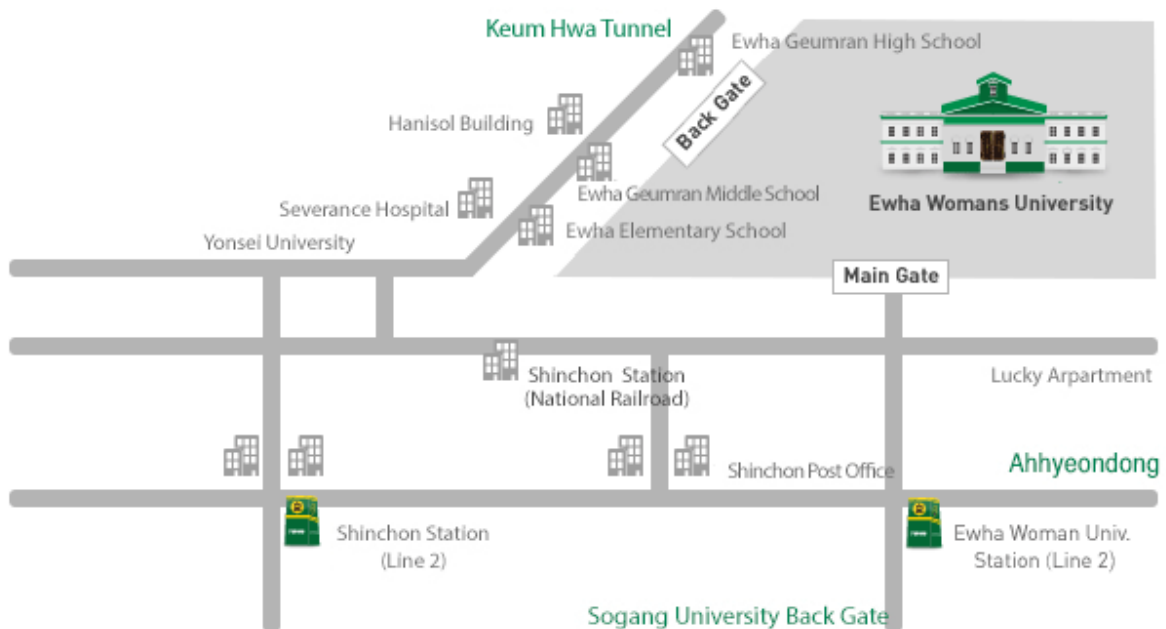 Keum Hwa Tunnel
Ewha Geumran High School
Back Gate
Hanisol Building
Ewha Geumran Middle School
Ewha Womans University
Severance Hospital
Ewha Elementary School
Yonsei University
Main Gate
Shinchon Station
(National Railroad)
Lucky Arpartment
Shinchon Post Office
Ahhyeondong
Shinchon Station
(Line 2)
Ewha Woman Univ.
Station (Line 2)
Sogang University Back Gate